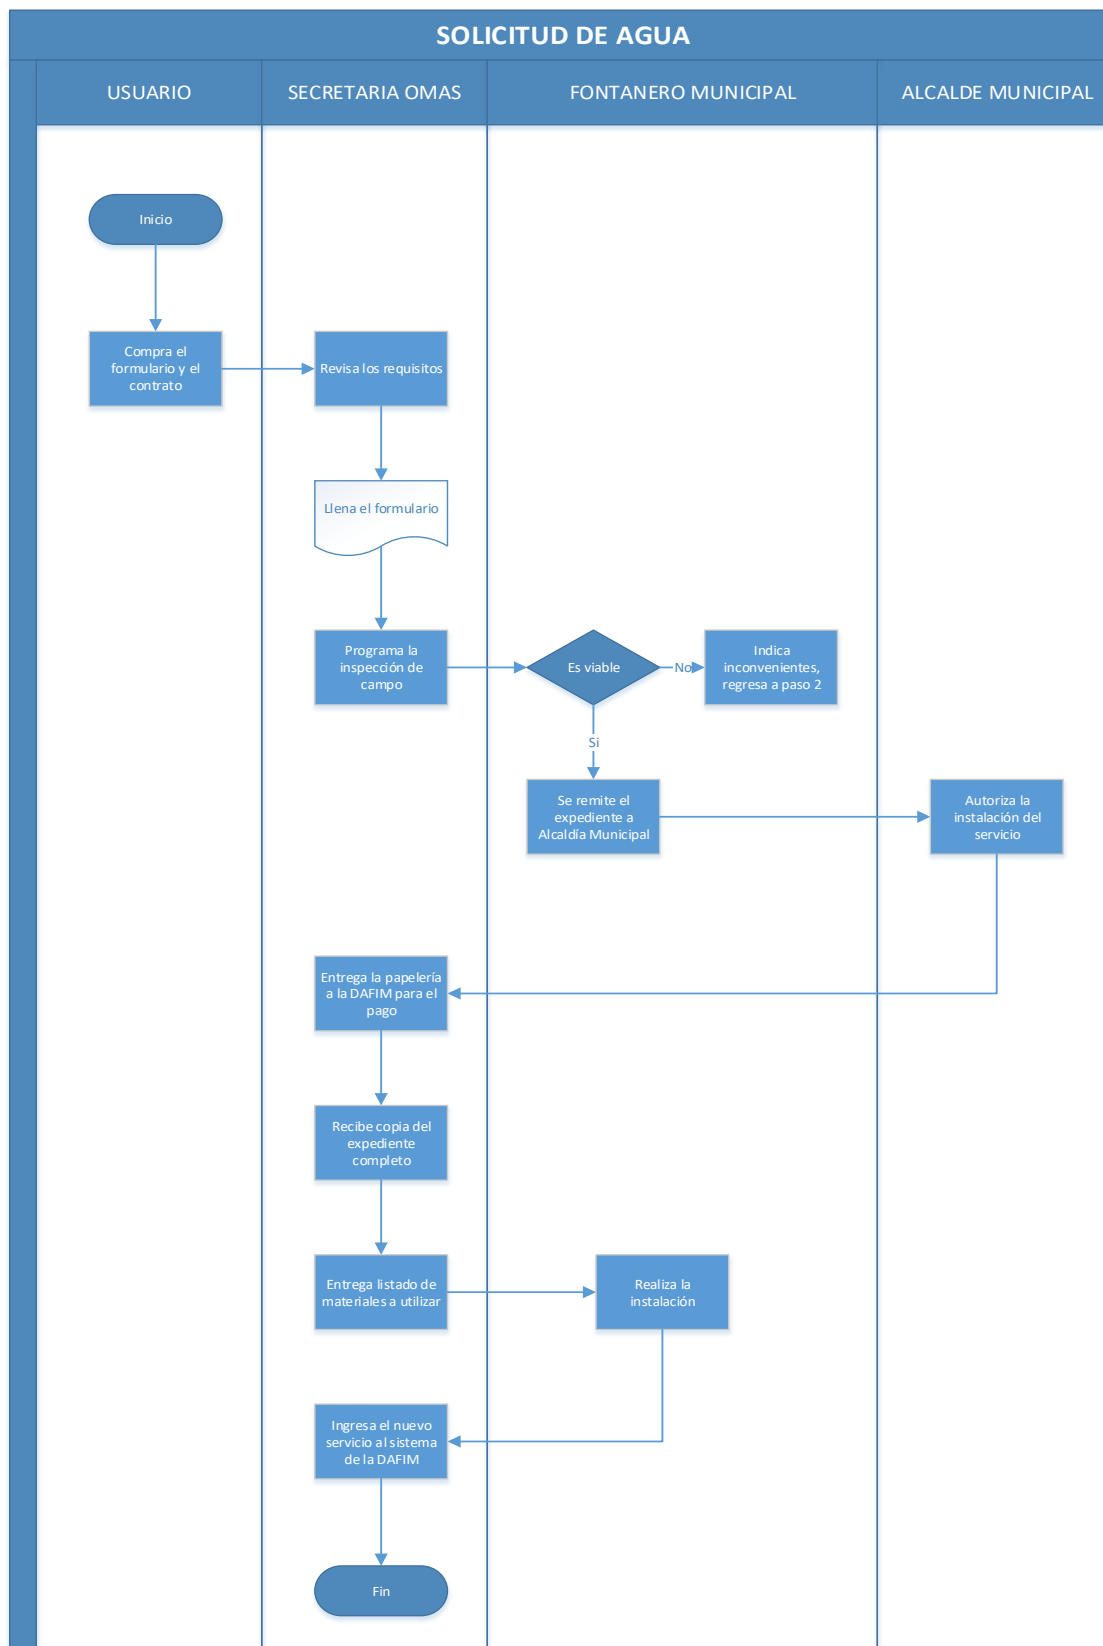 SOLICITUD DE AGUA
USUARIO
SECRETARIA OMAS
FONTANERO MUNICIPAL
ALCALDE MUNICIPAL
Inicio
Compra el
formulario y el
contrato
Revisa los requisitos
Llena el formulario
Programa la
inspección de
campo
Es viable
No
Indica
inconvenientes,
regresa a paso 2
Si
Se remite el
expediente a
Alcaldía Municipal
Autoriza la
instalación del
servicio
Entrega la papelería
a la DAFIM para el
pago
Recibe copia del
expediente
completo
Entrega listado de
materiales a utilizar
Realiza la
instalación
Ingresa el nuevo
servicio al sistema
de la DAFIM
Fin